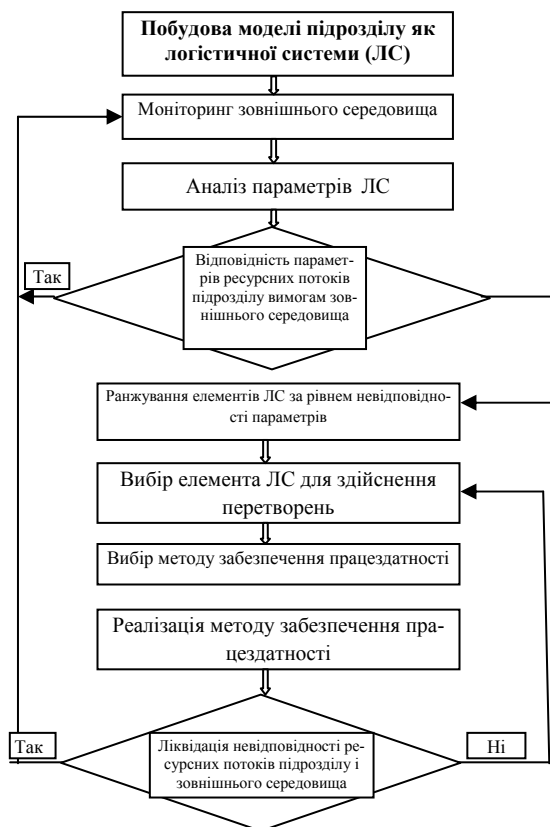 Побудова моделі підрозділу як
логістичної системи (ЛС)
Моніторинг зовнішнього середовища
Аналіз параметрів ЛС
Відповідність парамет-
рів ресурсних потоків
підрозділу вимогам зов-
нішнього середовища
Так
Ранжування елементів ЛС за рівнем невідповідно-
сті параметрів
Вибір елемента ЛС для здійснення
перетворень
Вибір методу забезпечення працездатності
Реалізація методу забезпечення пра-
цездатності
Так
Ліквідація невідповідності ре-
сурсних потоків підрозділу і
зовнішнього середовища
Ні